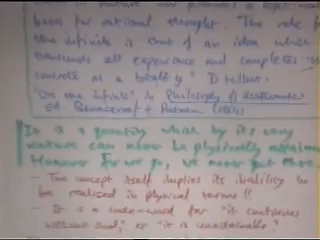 basis for rational thought. The role for
the infinite is that of an idea which
transcends all experience and completes the
concrete as a totality" D Hilbert
"On the infinite" in Philosophy of Mathematics
ed Benacerraf + Putnam
It is a quantity which by its very
nature can never be physically attained
However far we go, we never get there.
- The concept itself implies its inability to
be realised in physical terms!!
- It is a code-word for "it continues
without end" or "it is unattainable"